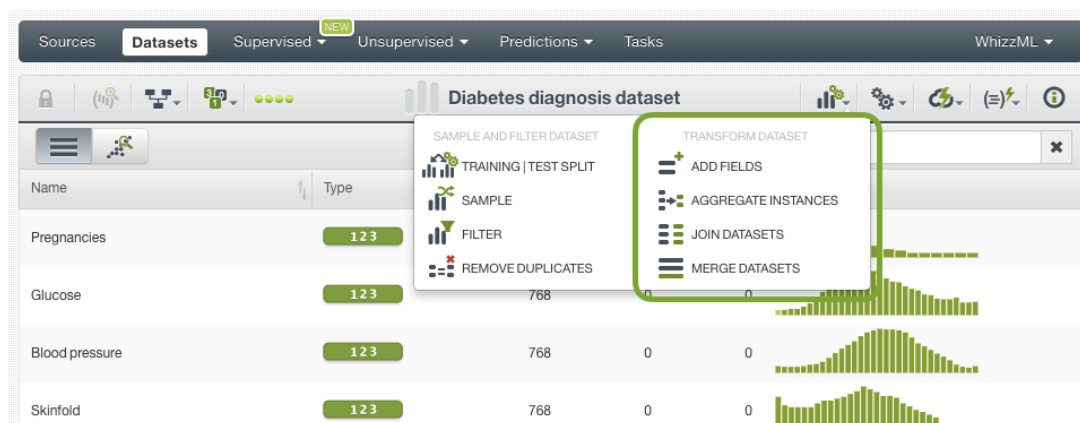 NEW
Sources Datasets Supervised Unsupervised Predictions Tasks WhizzML
Diabetes diagnosis dataset
SAMPLE AND FILTER DATASET TRANSFORM DATASET
TRAINING | TEST SPLIT ADD FIELDS
SAMPLE AGGREGATE INSTANCES
FILTER JOIN DATASETS
REMOVE DUPLICATES MERGE DATASETS
Name Type
Pregnancies 123
Glucose 123 768 0 0
Blood pressure 123 768 0 0
Skinfold 123 768 0 0